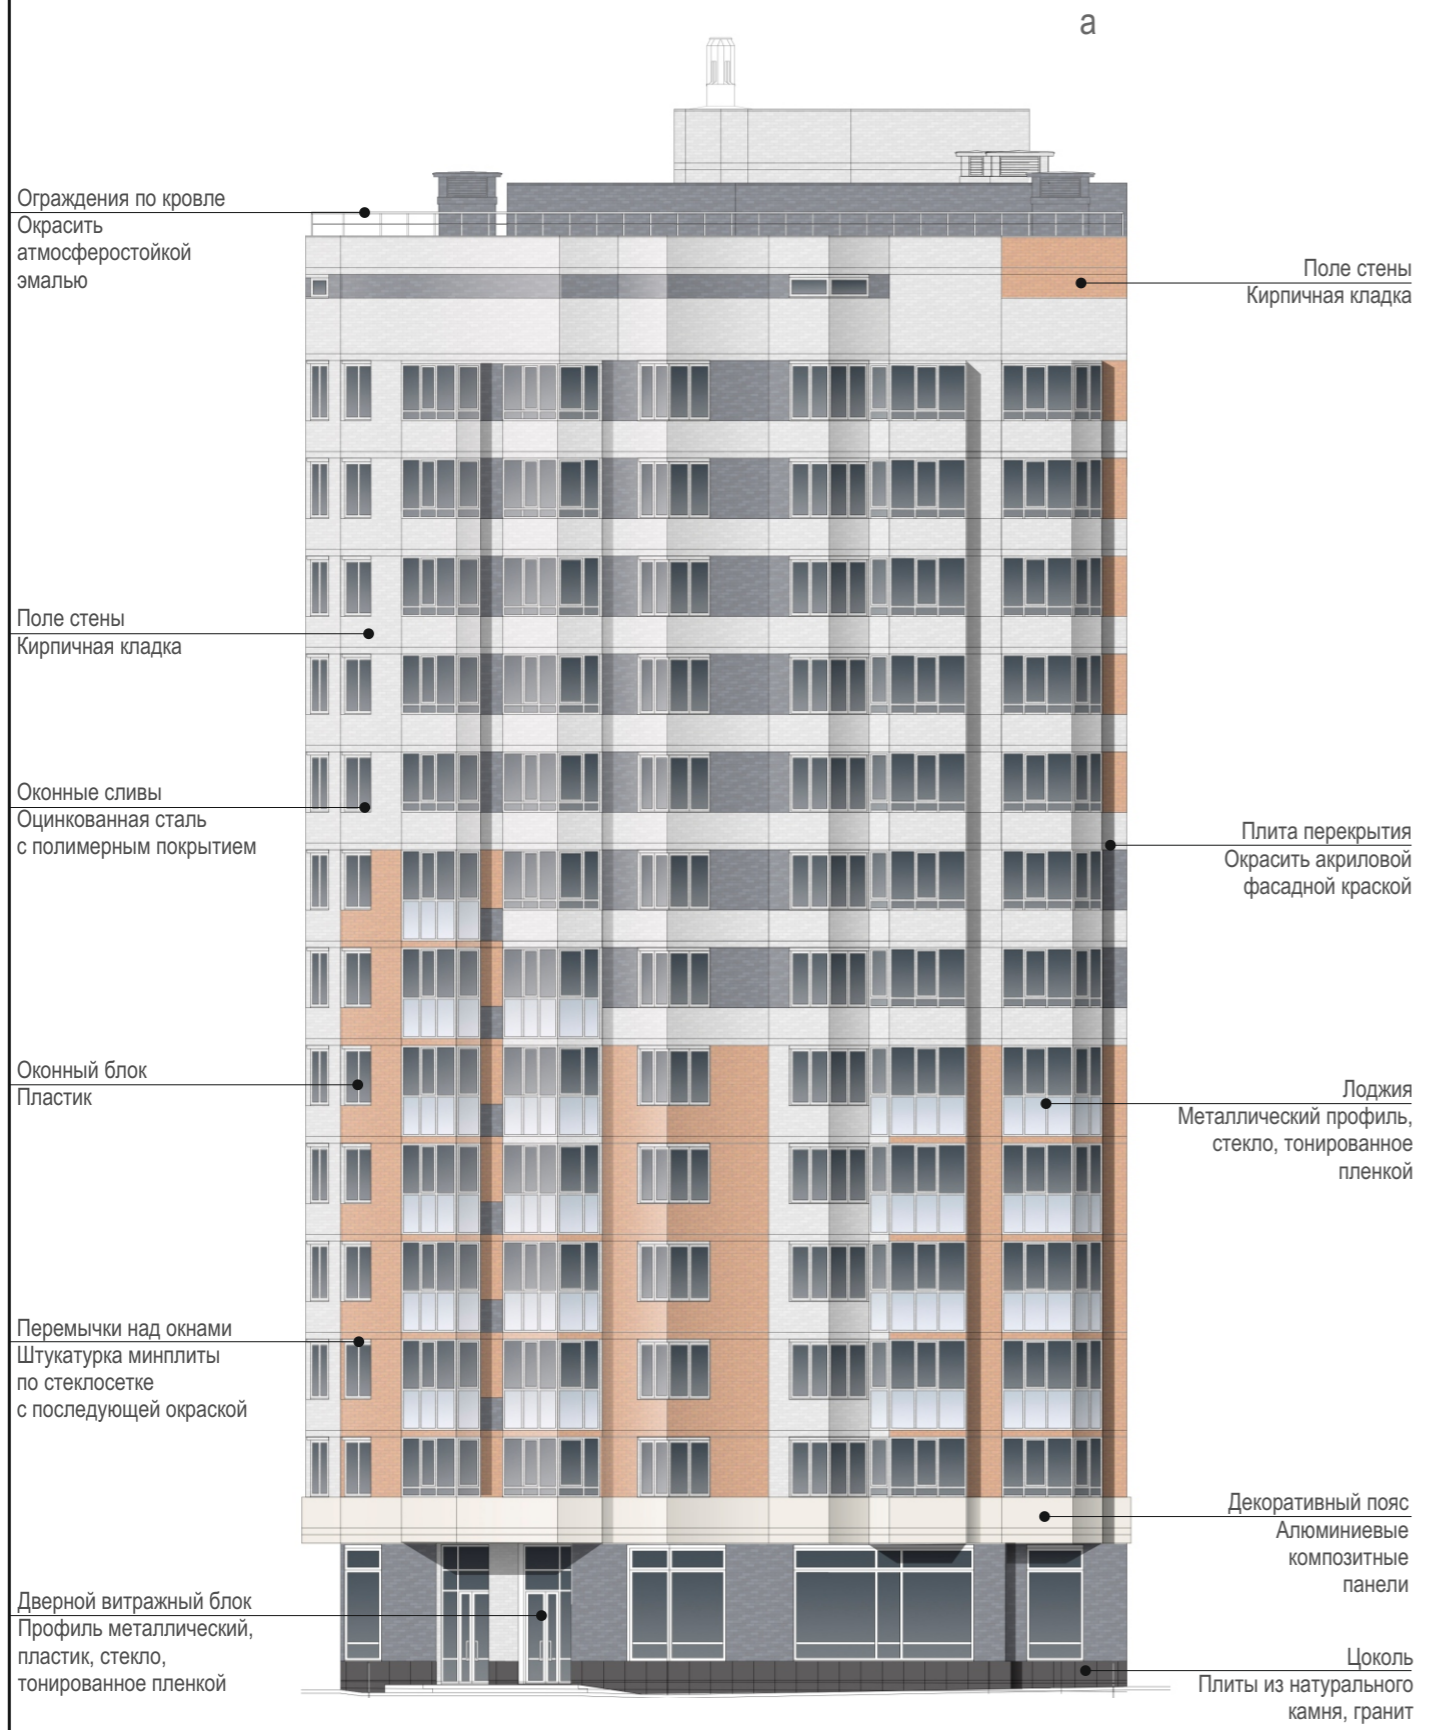 а
Ограждения по кровле
Окрасить
атмосферостойкой
эмалью
Поле стены
Кирпичная кладка
Поле стены
Кирпичная кладка
Оконные сливы
Оцинкованная сталь
с полимерным покрытием
Плита перекрытия
Окрасить акриловой
фасадной краской
Оконный блок
Пластик
Лоджия
Металлический профиль,
стекло, тонированное
пленкой
Перемычки над окнами
Штукатурка минплиты
по стеклосетке
с последующей окраской
Декоративный пояс
Алюминиевые
композитные
панели
Дверной витражный блок
Профиль металлический,
пластик, стекло,
тонированное пленкой
Цоколь
Плиты из натурального
камня, гранит